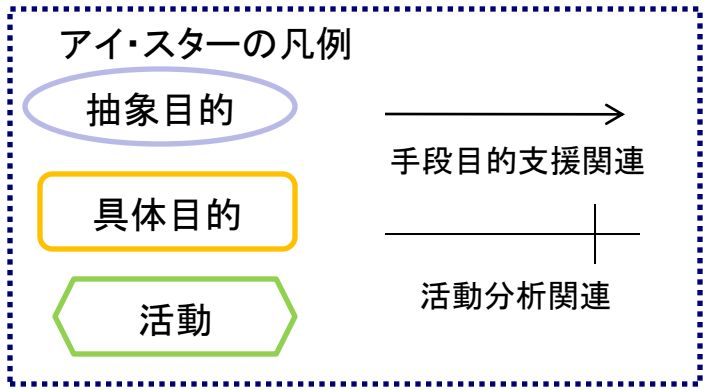 アイ・スターの凡例
抽象目的
手段目的支援関連
具体目的
活動分析関連
活動